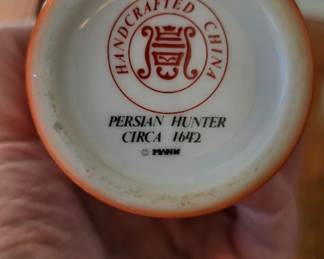 HANDCRAFTED CHINA
PERSIAN HUNTER
CIRCA 1642
© MANN